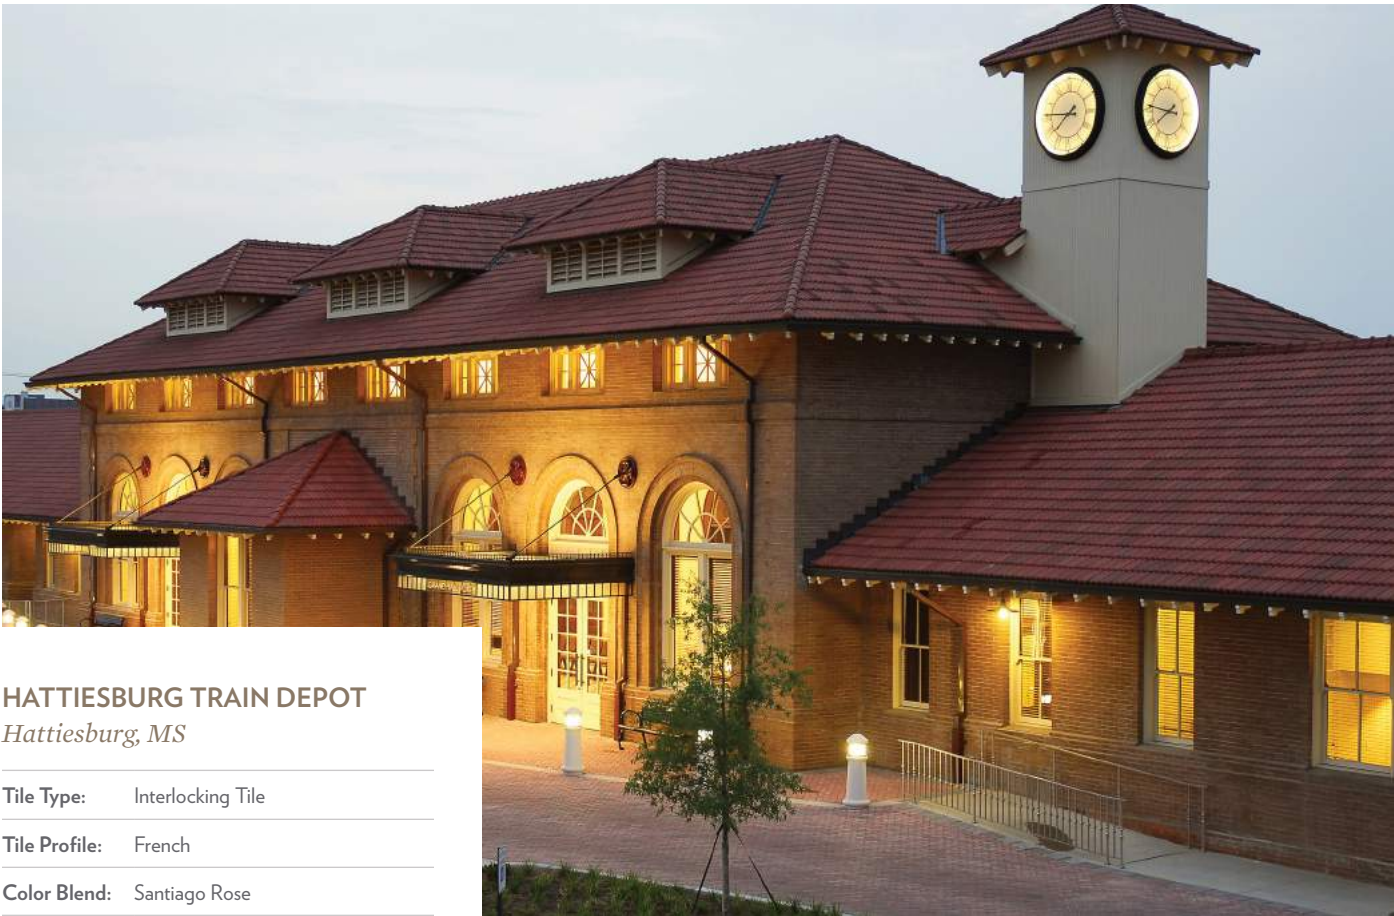 HATTIESBURG TRAIN DEPOT
Hattiesburg, MS
Tile Type: Interlocking Tile
Tile Profile: French
Color Blend: Santiago Rose